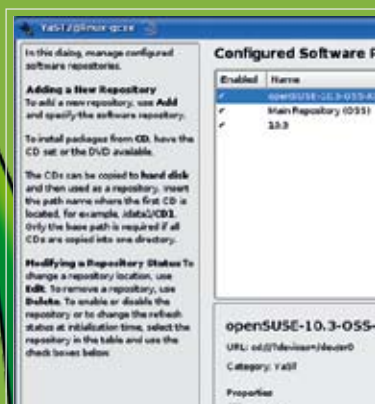 YaST2@linux-gcsx
In this dialog, manage configured
software repositories.
Adding a New Repository
To add a new repository, use Add
and specify the software repository.
To install packages from CD, have the
CD set or the DVD available.
The CDs can be copied to hard disk
and then used as a repository. Insert
the path name where the first CD is
located, for example, /data1/CD1.
Only the base path is required if all
CDs are copied into one directory.
Modifying a Repository Status To
change a repository location, use
Edit. To remove a repository, use
Delete. To enable or disable the
repository or to change the refresh
status at initialization time, select the
repository in the table and use the
check boxes below.
Configured Software
Enabled Name
openSUSE-10.3-OSS-K
Main Repository (OSS)
10.3
openSUSE-10.3-OSS-
URL: cd:///?devices=/dev/sr0
Category: YaST
Properties